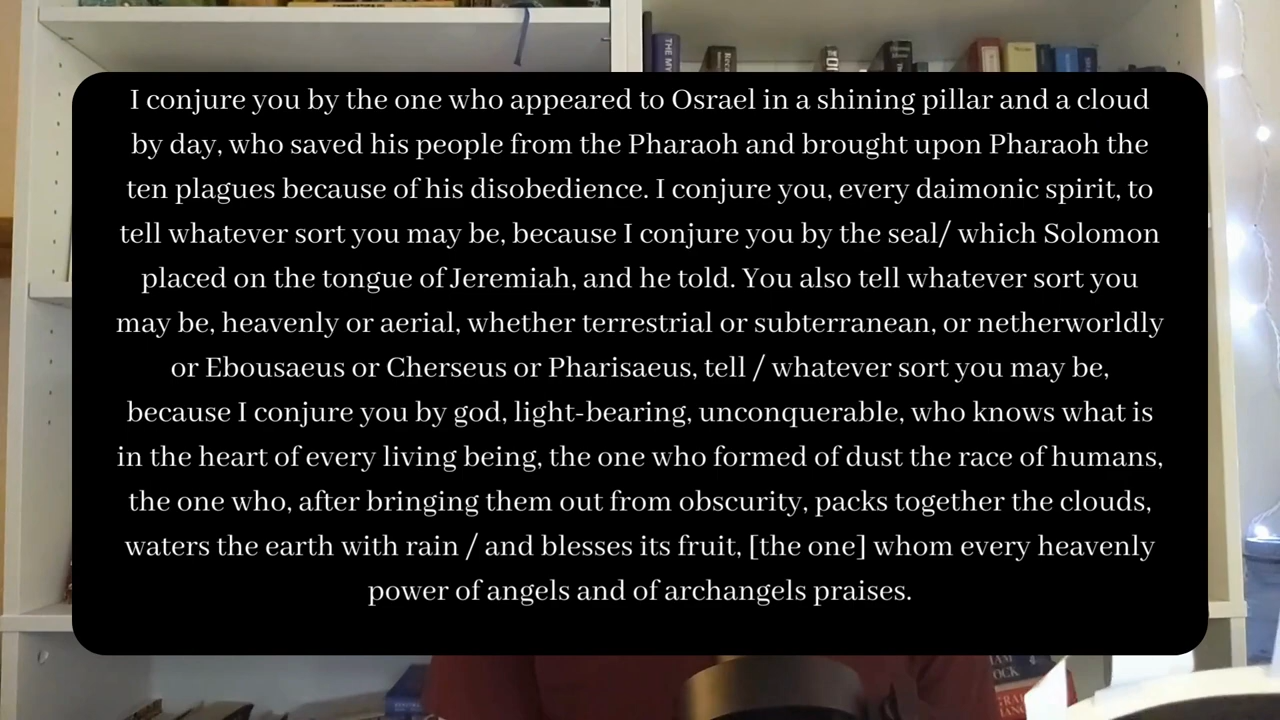 THE MY
I conjure you by the one who appeared to Osrael in a shining pillar and a cloud
by day, who saved his people from the Pharaoh and brought upon Pharaoh the
ten plagues because of his disobedience. I conjure you, every daimonic spirit, to
tell whatever sort you may be, because I conjure you by the seal/ which Solomon
placed on the tongue of Jeremiah, and he told. You also tell whatever sort you
may be, heavenly or aerial, whether terrestrial or subterranean, or netherworldly
or Ebousaeus or Cherseus or Pharisaeus, tell / whatever sort you may be,
because I conjure you by god, light-bearing, unconquerable, who knows what is
in the heart of every living being, the one who formed of dust the race of humans,
the one who, after bringing them out from obscurity, packs together the clouds,
waters the earth with rain / and blesses its fruit, [the one] whom every heavenly
power of angels and of archangels praises.